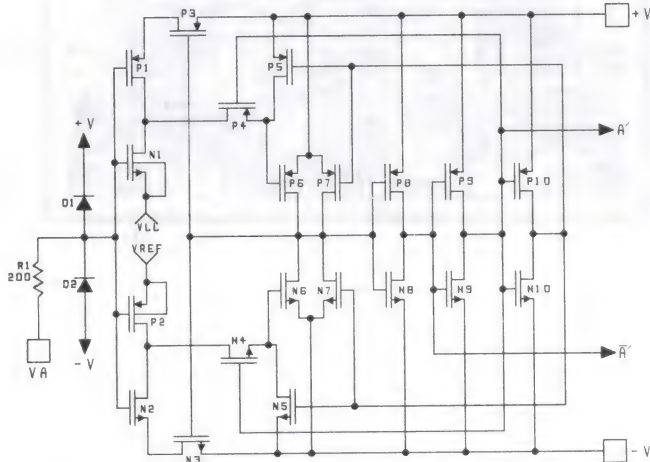 P3
+ V
P1
P5
+V
P4
A′
N1
P6
P7
P8
P9
P10
D1
VLC
VREF
R1
200
D2
N6
N7
N8
N9
N10
P2
N4
VA
-V
A̅′
N2
N5
N3
- V